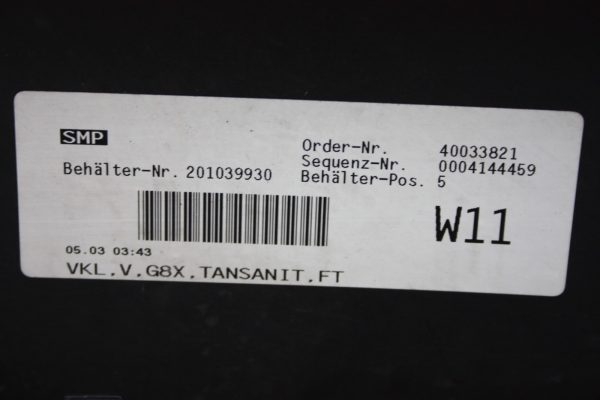 SMP
Order-Nr. 40033821
Sequenz-Nr. 0004144459
Behälter-Nr. 201039930 Behälter-Pos. 5
W11
05.03 03:43
VKL,V,G8X,TANSANIT,FT